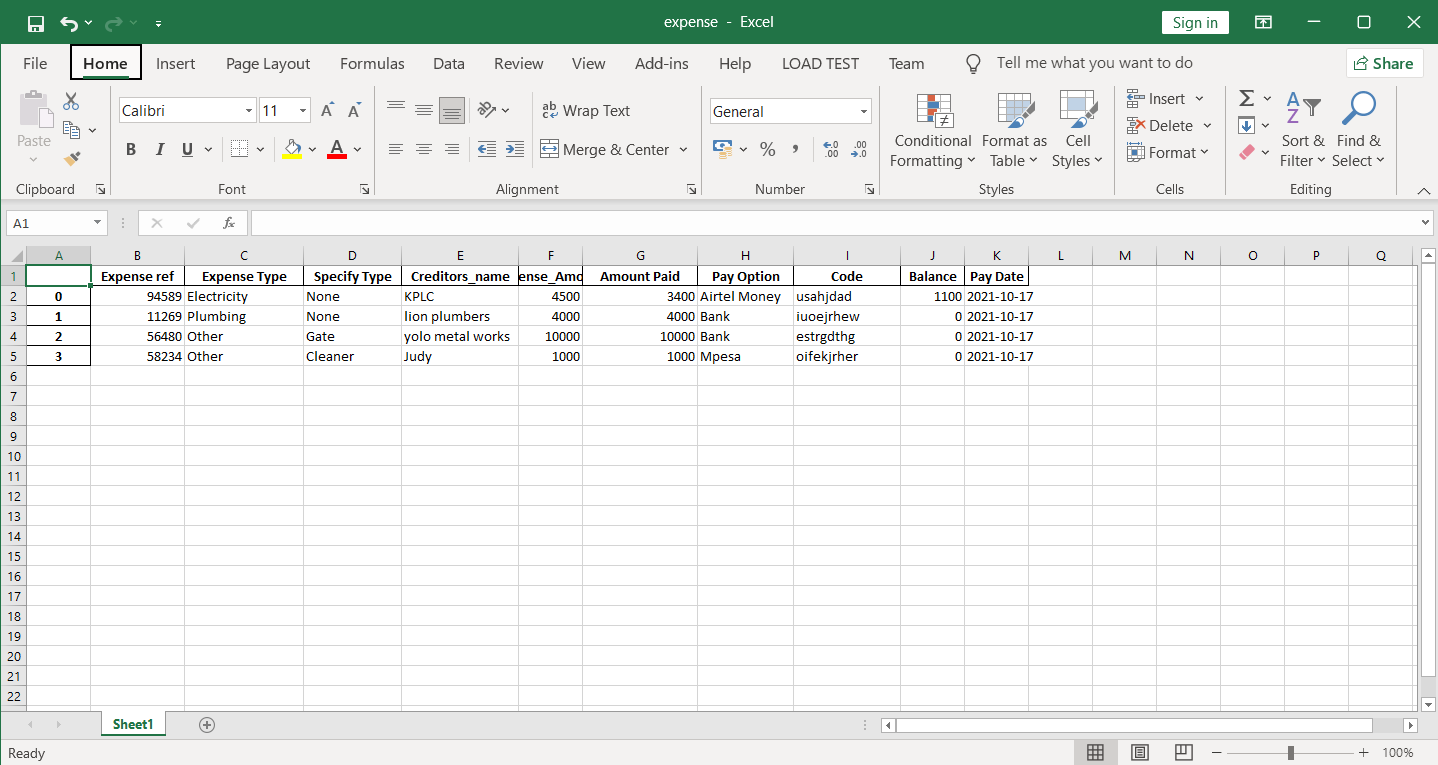 expense - Excel
Sign in
File Home Insert Page Layout Formulas Data Review View Add-ins Help LOAD TEST Team Tell me what you want to do Share
Paste
Clipboard
Calibri 11 A A
B I U A
Font
ab Wrap Text
Merge & Center
Alignment
General
% , .00
Number
Conditional Formatting
Format as Table
Cell Styles
Styles
Insert
Delete
Format
Cells
Sort & Filter
Find & Select
Editing
A1 fx
A B C D E F G H I J K L M N O P Q
1 Expense ref Expense Type Specify Type Creditors_name ense_Amo Amount Paid Pay Option Code Balance Pay Date
2 0 94589 Electricity None KPLC 4500 3400 Airtel Money usahjdad 1100 2021-10-17
3 1 11269 Plumbing None lion plumbers 4000 4000 Bank iuoejrhew 0 2021-10-17
4 2 56480 Other Gate yolo metal works 10000 10000 Bank estrgdthg 0 2021-10-17
5 3 58234 Other Cleaner Judy 1000 1000 Mpesa oifekjrher 0 2021-10-17
6
7
8
9
10
11
12
13
14
15
16
17
18
19
20
21
22
Sheet1
Ready 100%